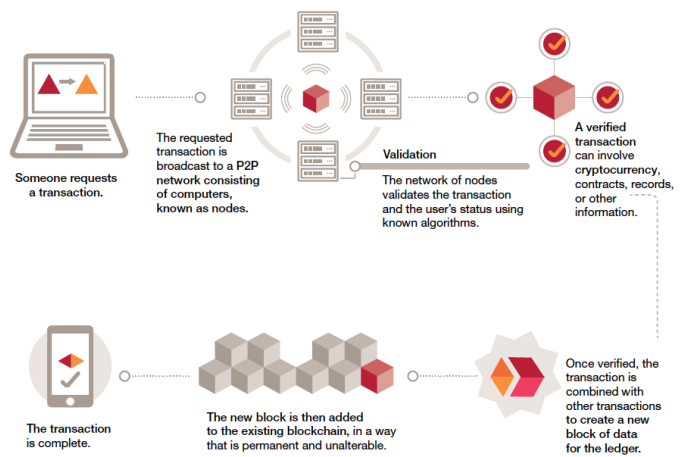 Someone requests
a transaction.
The requested
transaction is
broadcast to a P2P
network consisting
of computers,
known as nodes.
Validation
The network of nodes
validates the transaction
and the user's status using
known algorithms.
A verified
transaction
can involve
cryptocurrency,
contracts, records,
or other
information.
Once verified, the
transaction is
combined with
other transactions
to create a new
block of data
for the ledger.
The new block is then added
to the existing blockchain, in a way
that is permanent and unalterable.
The transaction
is complete.